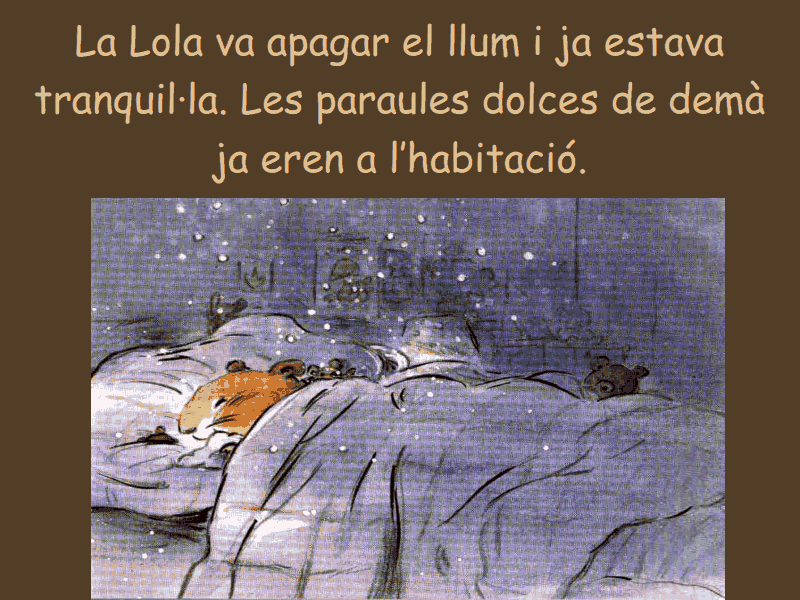 La Lola va apagar el llum i ja estava
tranquil·la. Les paraules dolces de demà
ja eren a l'habitació.